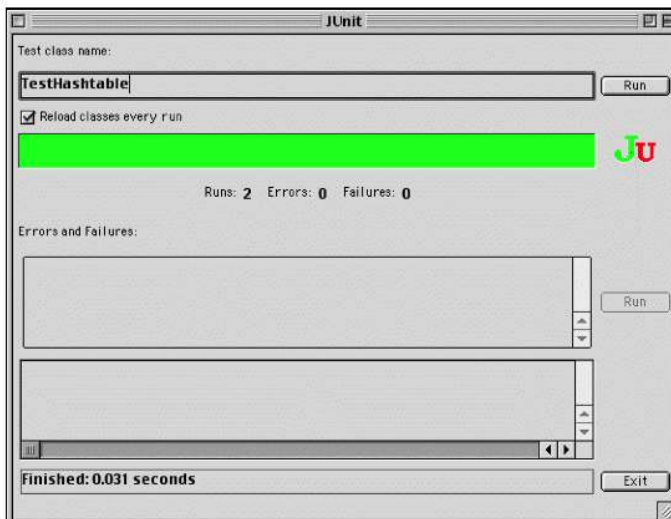 JUnit
Test class name:
TestHashtable
Run
Reload classes every run
JU
Runs: 2 Errors: 0 Failures: 0
Errors and Failures:
Run
Finished: 0.031 seconds
Exit